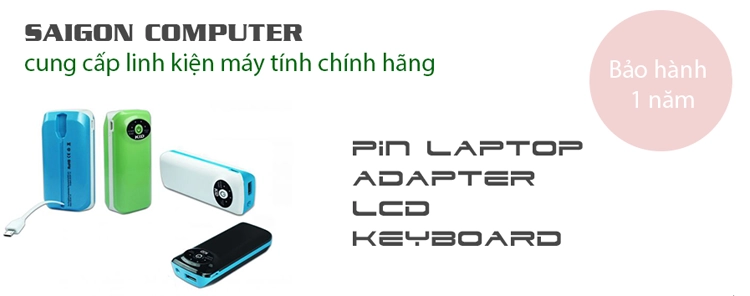 SAIGON COMPUTER
cung cấp linh kiện máy tính chính hãng
Bảo hành
1 năm
PIN LAPTOP
ADAPTER
LCD
KEYBOARD